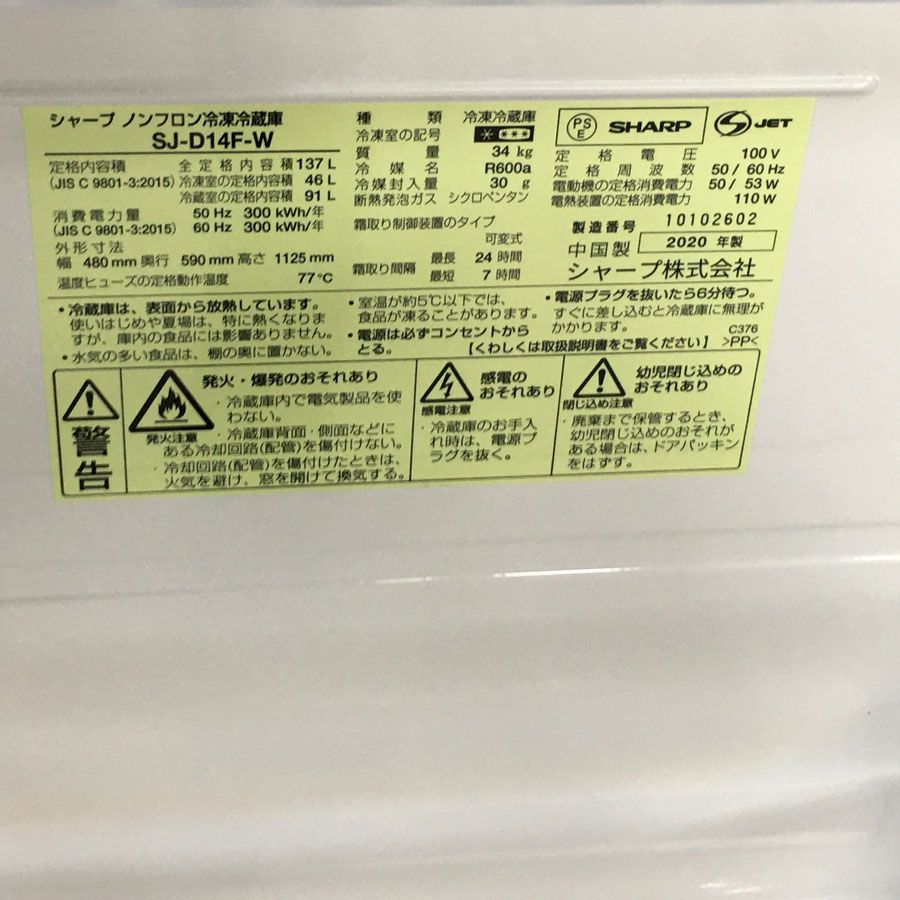 シャープ ノンフロン冷凍冷蔵庫
SJ-D14F-W
定格内容積 全定格内容積 137 L
(JIS C 9801-3:2015) 冷凍室の定格内容積 46 L
冷蔵室の定格内容積 91 L
消費電力量 50 Hz 300 kWh/年
(JIS C 9801-3:2015) 60 Hz 300 kWh/年
外形寸法
幅 480 mm 奥行 590 mm 高さ 1125 mm
温度ヒューズの定格動作温度 77℃
種類 冷凍冷蔵庫
冷凍室の記号 * ***
質量 34 kg
冷媒名 R600a
冷媒封入量 30 g
断熱発泡ガス シクロペンタン
霜取り制御装置のタイプ
可変式
霜取り間隔 最長 24 時間
最短 7 時間
PS E SHARP S JET
定格電圧 100 V
定格周波数 50 / 60 Hz
電動機の定格消費電力 50 / 53 W
電熱装置の定格消費電力 110 W
製造番号 10102602
中国製 2020 年製
シャープ株式会社
・冷蔵庫は、表面から放熱しています。
使いはじめや夏場は、特に熱くなりま
すが、庫内の食品には影響ありません。
・水気の多い食品は、棚の奥に置かない。
・室温が約5℃以下では、
食品が凍ることがあります。
・電源は必ずコンセントから
とる。
・電源プラグを抜いたら6分待つ。
すぐに差し込むと冷蔵庫に無理が
かかります。
C376
【くわしくは取扱説明書をご覧ください】 >PP<
警告
発火注意
発火・爆発のおそれあり
・冷蔵庫内で電気製品を使
わない。
・冷蔵庫背面・側面などに
ある冷却回路(配管)を傷付けない。
・冷却回路(配管)を傷付けたときは、
火気を避け、窓を開けて換気する。
感電注意
感電の
おそれあり
・冷蔵庫のお手入
れ時は、電源プ
ラグを抜く。
閉じ込め注意
幼児閉じ込めの
おそれあり
・廃棄まで保管するとき、
幼児閉じ込めのおそれが
ある場合は、ドアパッキン
をはずす。